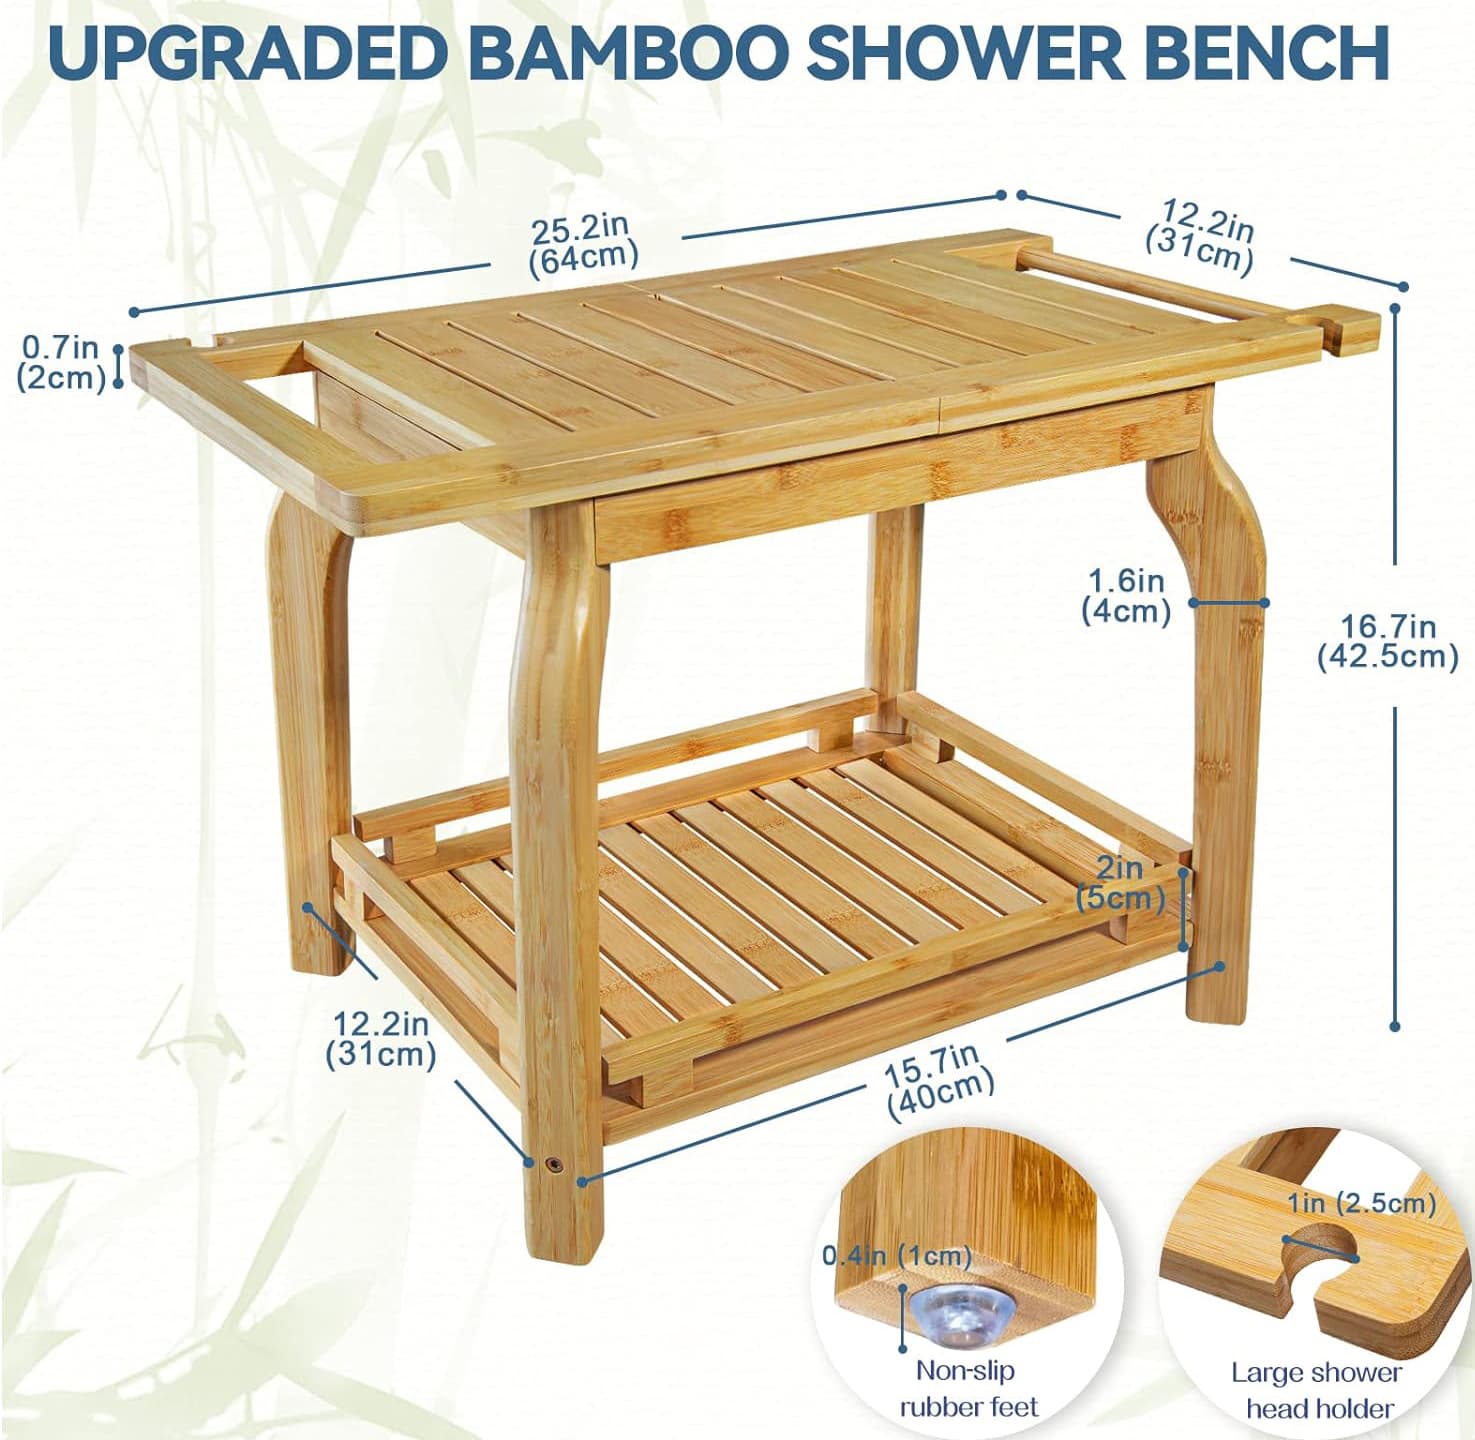 UPGRADED BAMBOO SHOWER BENCH
25.2in
(64cm)
12.2in
(31cm)
0.7in
(2cm)
1.6in
(4cm)
16.7in
(42.5cm)
2in
(5cm)
12.2in
(31cm)
15.7in
(40cm)
0.4in (1cm)
Non-slip
rubber feet
1in (2.5cm)
Large shower
head holder